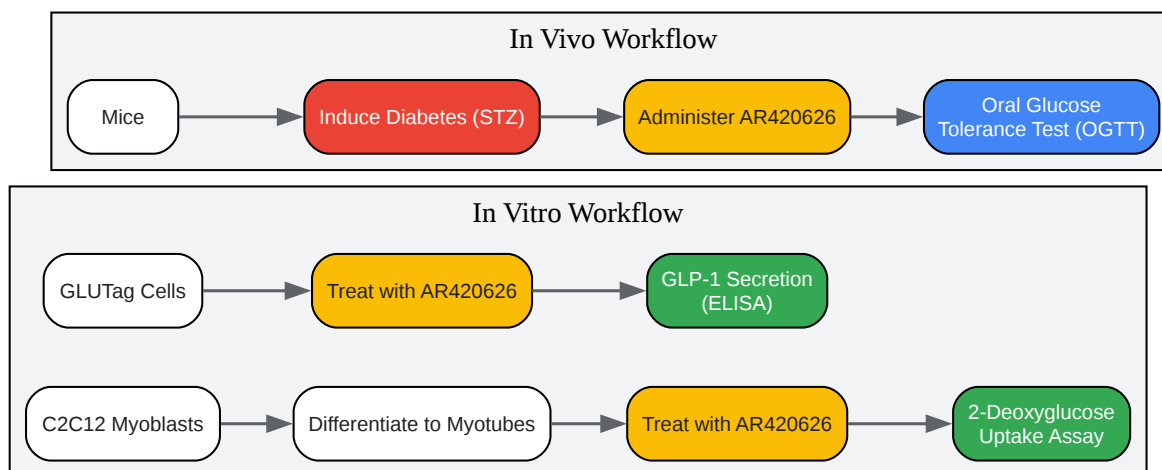 In Vivo Workflow
Mice
Induce Diabetes (STZ)
Administer AR420626
Oral Glucose
Tolerance Test (OGTT)
In Vitro Workflow
GLUTag Cells
Treat with AR420626
GLP-1 Secretion
(ELISA)
C2C12 Myoblasts
Differentiate to Myotubes
Treat with AR420626
2-Deoxyglucose
Uptake Assay